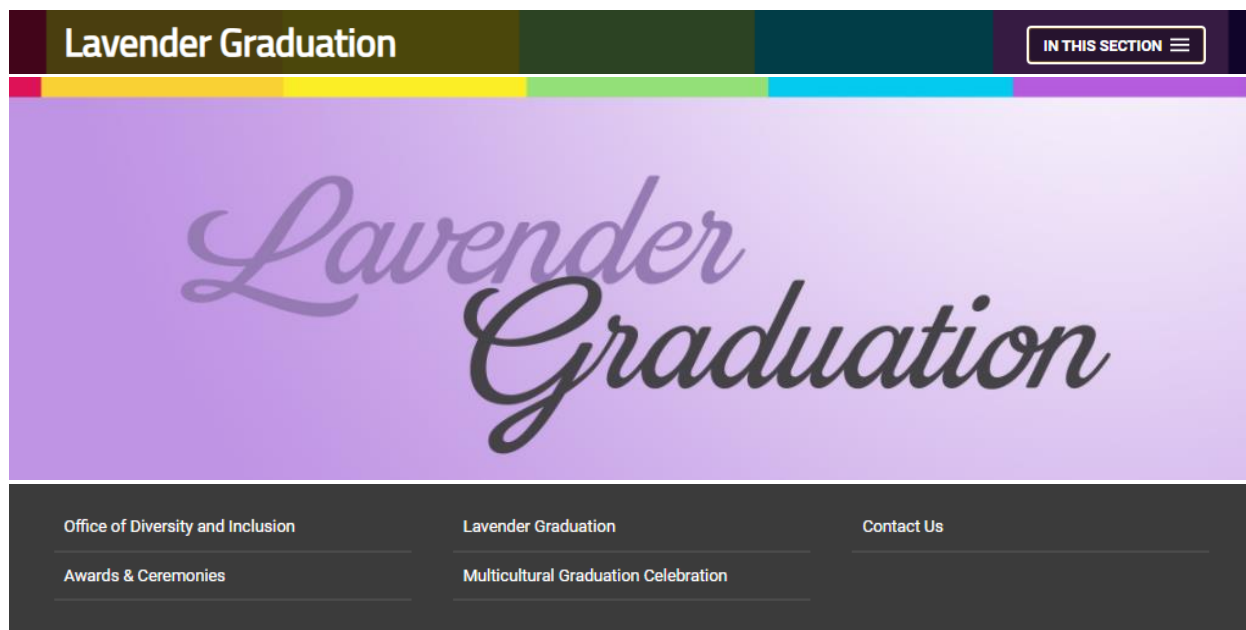 Lavender Graduation
IN THIS SECTION
Lavender
Graduation
Office of Diversity and Inclusion
Lavender Graduation
Contact Us
Awards & Ceremonies
Multicultural Graduation Celebration